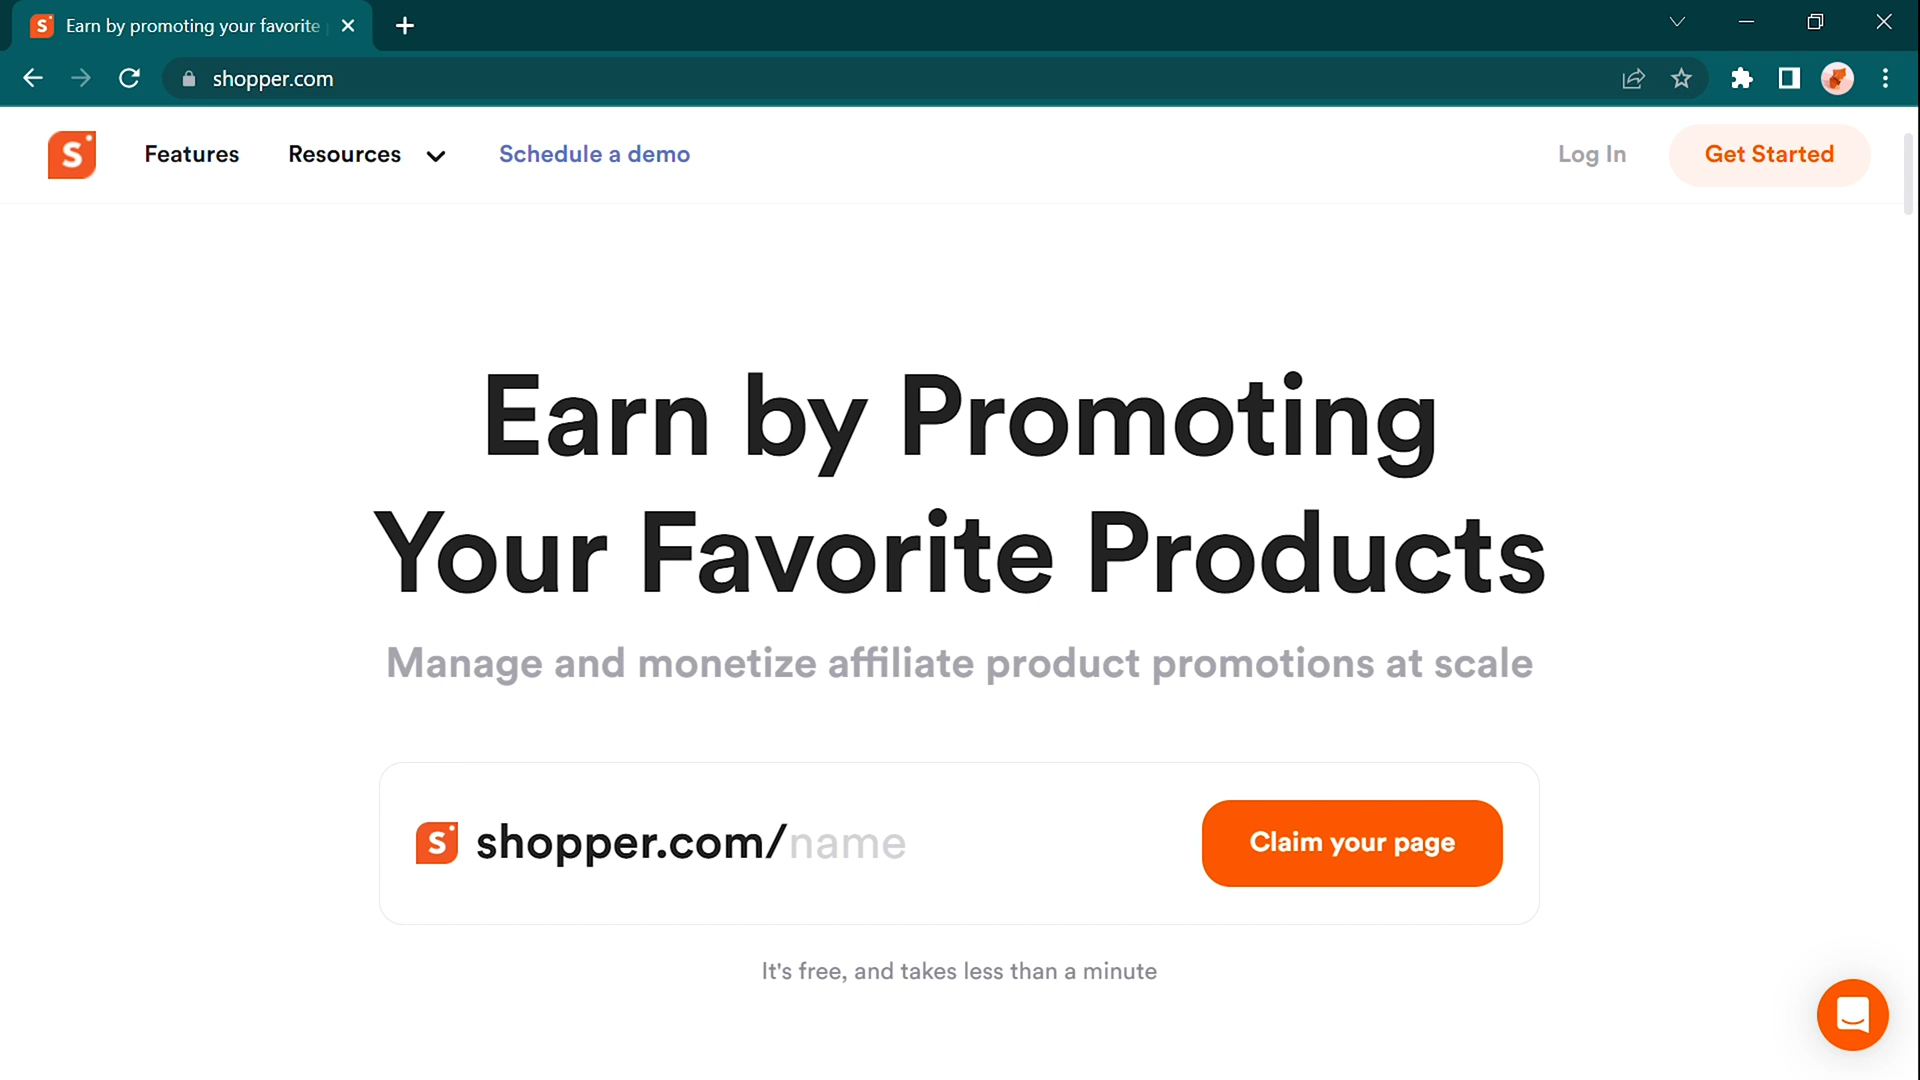 Earn by promoting your favorite
shopper.com
S Features Resources Schedule a demo Log In Get Started
Earn by Promoting
Your Favorite Products
Manage and monetize affiliate product promotions at scale
S shopper.com/name Claim your page
It's free, and takes less than a minute